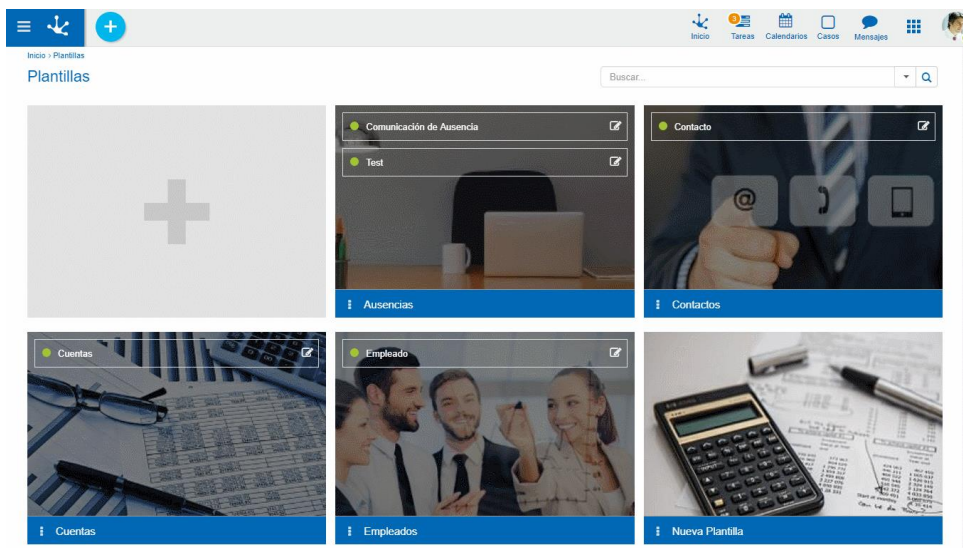 3
Inicio
Tareas
Calendarios
Casos
Mensajes
Inicio > Plantillas
Plantillas
Buscar...
Comunicación de Ausencia
Test
Ausencias
Contacto
@
Contactos
Cuentas
Cuentas
Empleado
Empleados
Nueva Plantilla